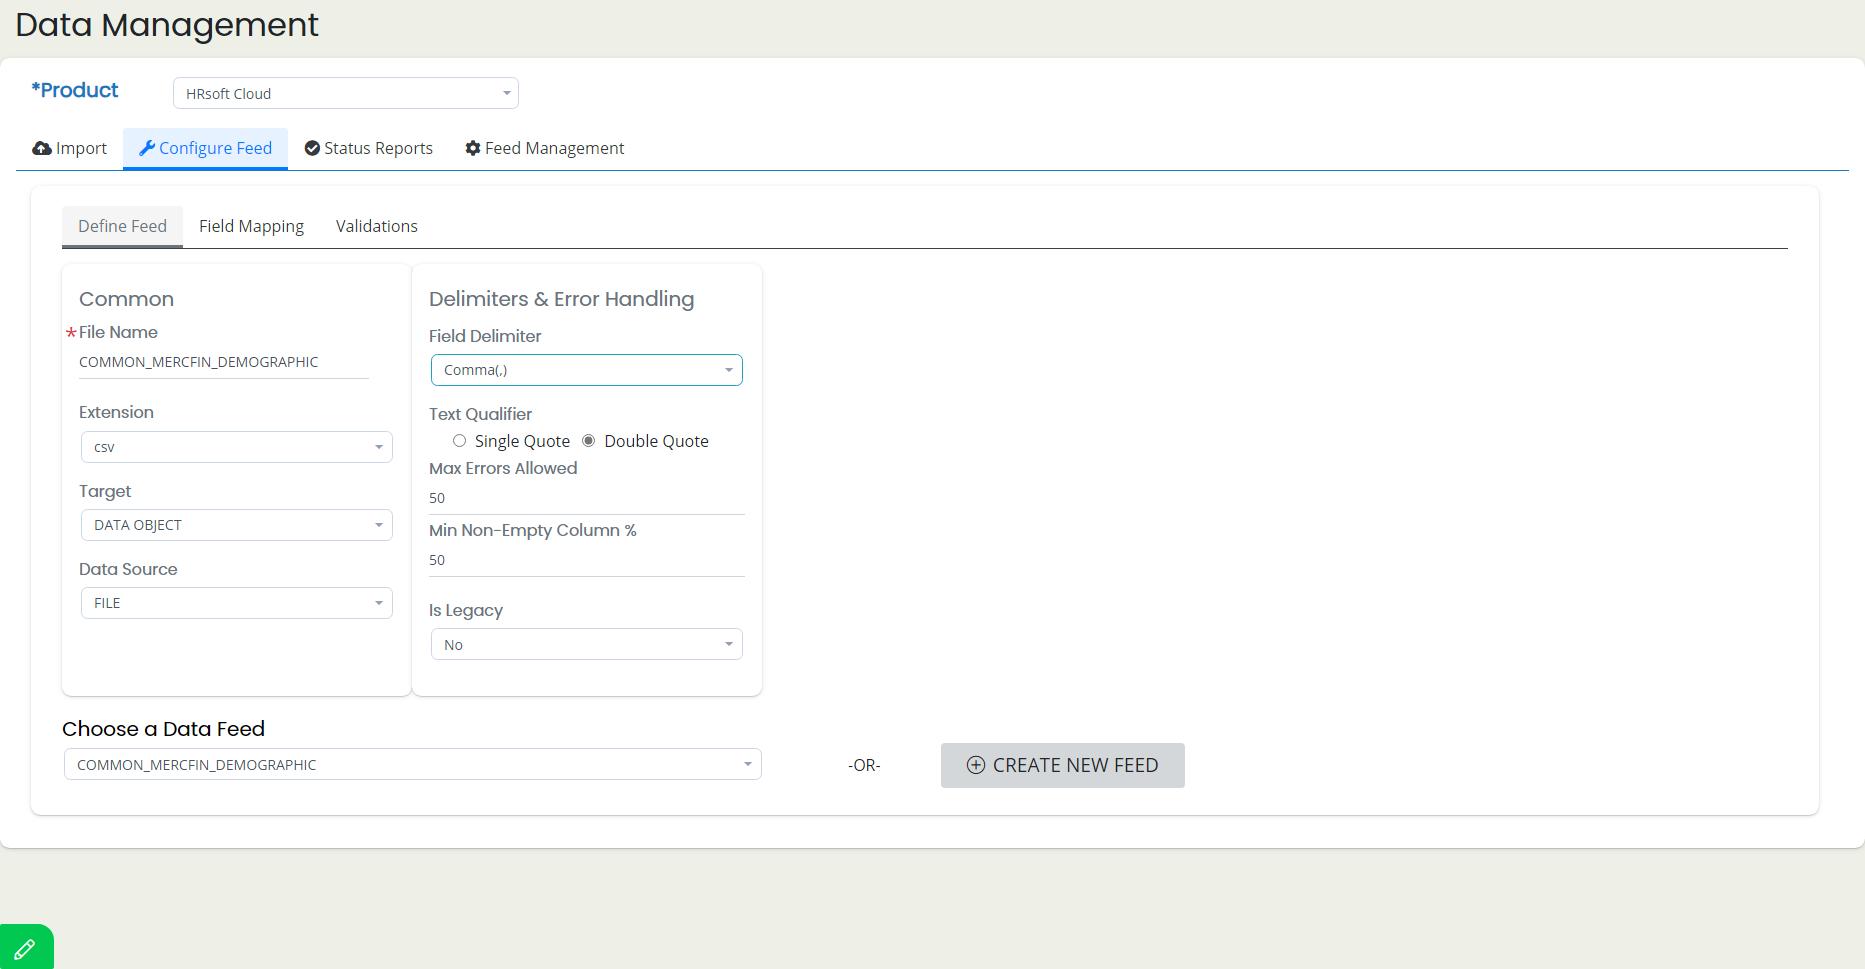 Data Management
*Product
HRsoft Cloud
Import
Configure Feed
Status Reports
Feed Management
Define Feed
Field Mapping
Validations
Common
*File Name
COMMON_MERCFIN_DEMOGRAPHIC
Extension
csv
Target
DATA OBJECT
Data Source
FILE
Delimiters & Error Handling
Field Delimiter
Comma(,)
Text Qualifier
Single Quote
Double Quote
Max Errors Allowed
50
Min Non-Empty Column %
50
Is Legacy
No
Choose a Data Feed
COMMON_MERCFIN_DEMOGRAPHIC
-OR-
CREATE NEW FEED